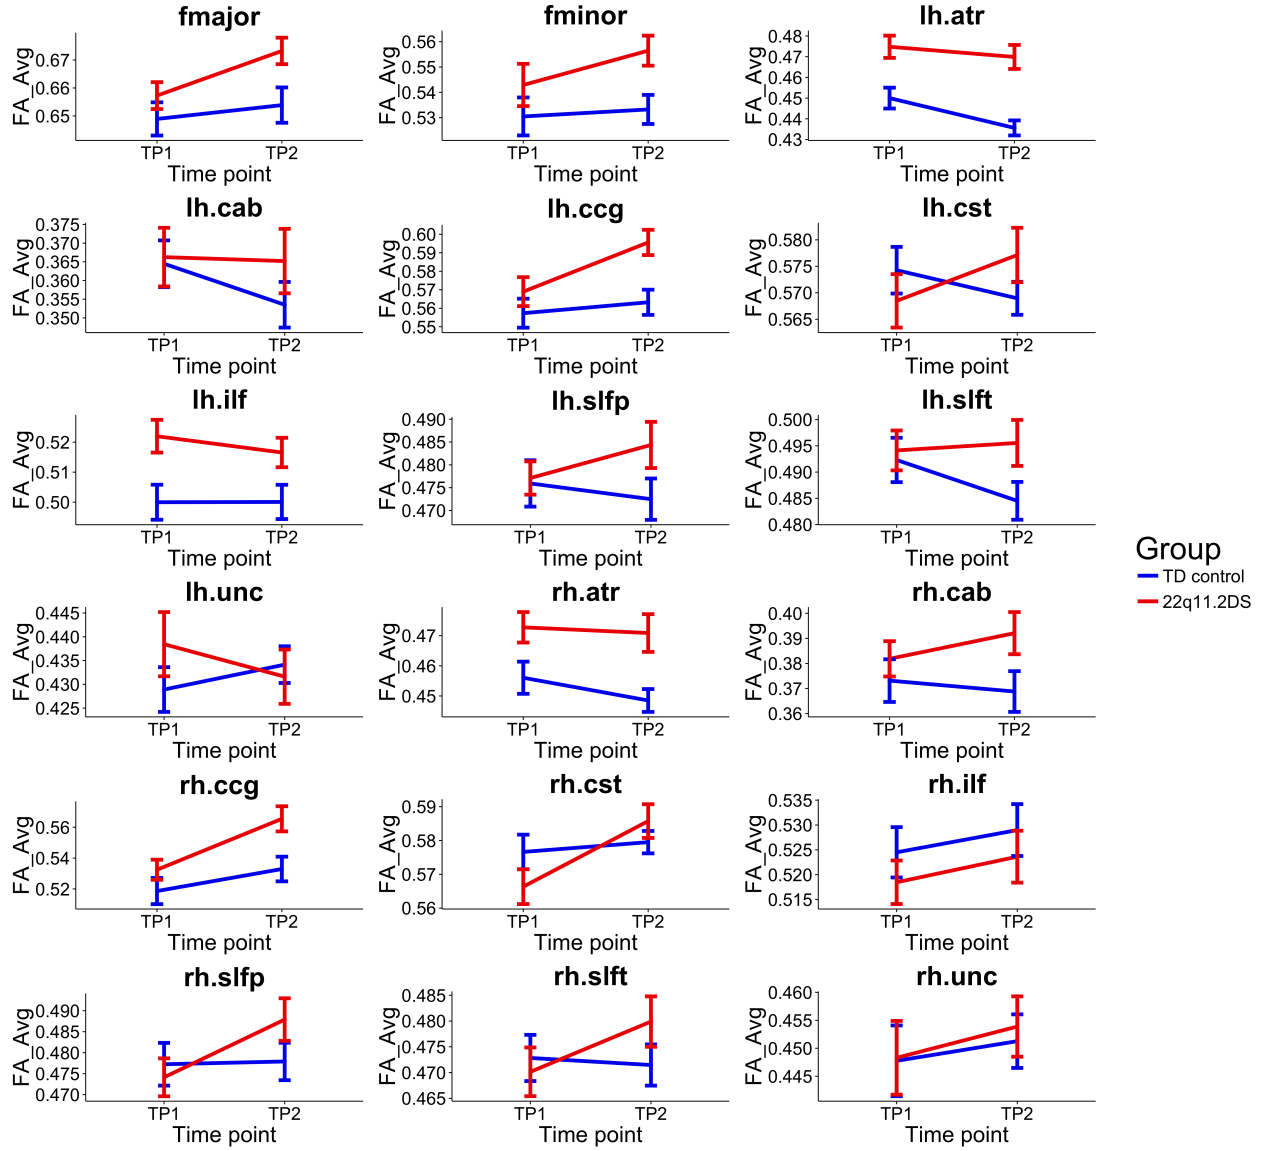 fmajor
fminor
lh.atr
FA_Avg
0.67
0.66
0.65
TP1
TP2
Time point
FA_Avg
0.56
0.55
0.54
0.53
TP1
TP2
Time point
FA_Avg
0.48
0.47
0.46
0.45
0.44
0.43
TP1
TP2
Time point
lh.cab
lh.ccg
lh.cst
FA_Avg
0.375
0.370
0.365
0.360
0.355
0.350
TP1
TP2
Time point
FA_Avg
0.60
0.59
0.58
0.57
0.56
0.55
TP1
TP2
Time point
FA_Avg
0.580
0.575
0.570
0.565
TP1
TP2
Time point
lh.ilf
lh.slfp
lh.slft
FA_Avg
0.52
0.51
0.50
TP1
TP2
Time point
FA_Avg
0.490
0.485
0.480
0.475
0.470
TP1
TP2
Time point
FA_Avg
0.500
0.495
0.490
0.485
0.480
TP1
TP2
Time point
Group
TD control
22q11.2DS
lh.unc
rh.atr
rh.cab
FA_Avg
0.445
0.440
0.435
0.430
0.425
TP1
TP2
Time point
FA_Avg
0.47
0.46
0.45
TP1
TP2
Time point
FA_Avg
0.40
0.39
0.38
0.37
0.36
TP1
TP2
Time point
rh.ccg
rh.cst
rh.ilf
FA_Avg
0.56
0.54
0.52
TP1
TP2
Time point
FA_Avg
0.59
0.58
0.57
0.56
TP1
TP2
Time point
FA_Avg
0.535
0.530
0.525
0.520
0.515
TP1
TP2
Time point
rh.slfp
rh.slft
rh.unc
FA_Avg
0.490
0.485
0.480
0.475
0.470
TP1
TP2
Time point
FA_Avg
0.485
0.480
0.475
0.470
0.465
TP1
TP2
Time point
FA_Avg
0.460
0.455
0.450
0.445
TP1
TP2
Time point